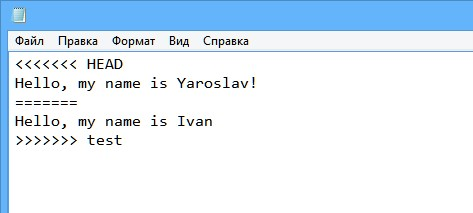 Файл Правка Формат Вид Справка
<<<<<<< HEAD
Hello, my name is Yaroslav!
=======
Hello, my name is Ivan
>>>>>>> test